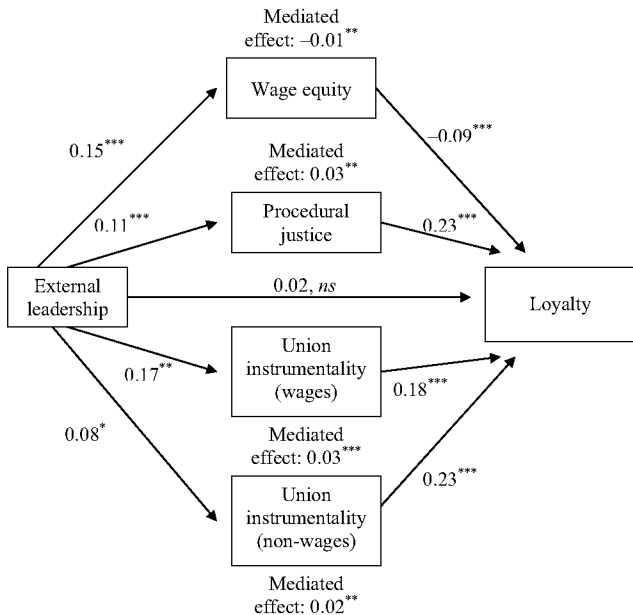 Mediated
effect: –0.01**
Wage equity
0.15***
–0.09***
Mediated
effect: 0.03**
0.11***
Procedural
justice
0.23***
External
leadership
0.02, ns
Loyalty
Union
instrumentality
(wages)
0.17**
0.18***
Mediated
effect: 0.03***
0.08*
Union
instrumentality
(non-wages)
0.23***
Mediated
effect: 0.02**